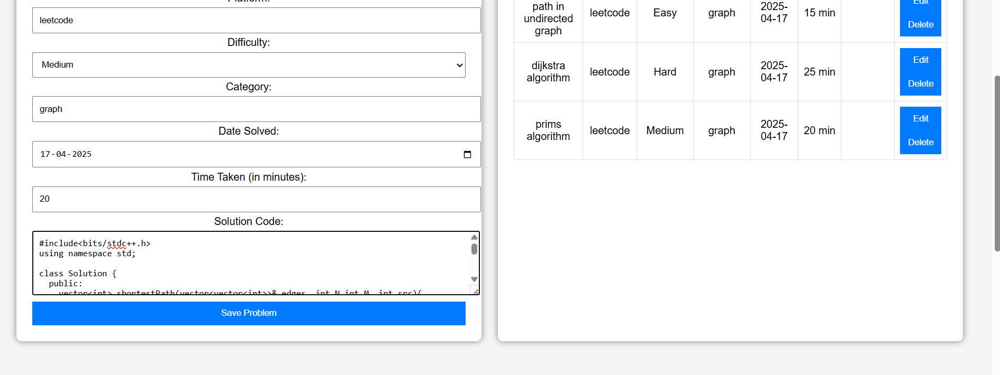 Platform:
leetcode
Difficulty:
Medium
Category:
graph
Date Solved:
17-04-2025
Time Taken (in minutes):
20
Solution Code:
#include<bits/stdc++.h>
using namespace std;
class Solution {
public:
vector<int> shortestPath(vector<vector<int>>& edges, int N,int M, int src){
Save Problem
path in
undirected
graph
leetcode
Easy
graph
2025-
04-17
15 min
Edit
Delete
dijkstra
algorithm
leetcode
Hard
graph
2025-
04-17
25 min
Edit
Delete
prims
algorithm
leetcode
Medium
graph
2025-
04-17
20 min
Edit
Delete